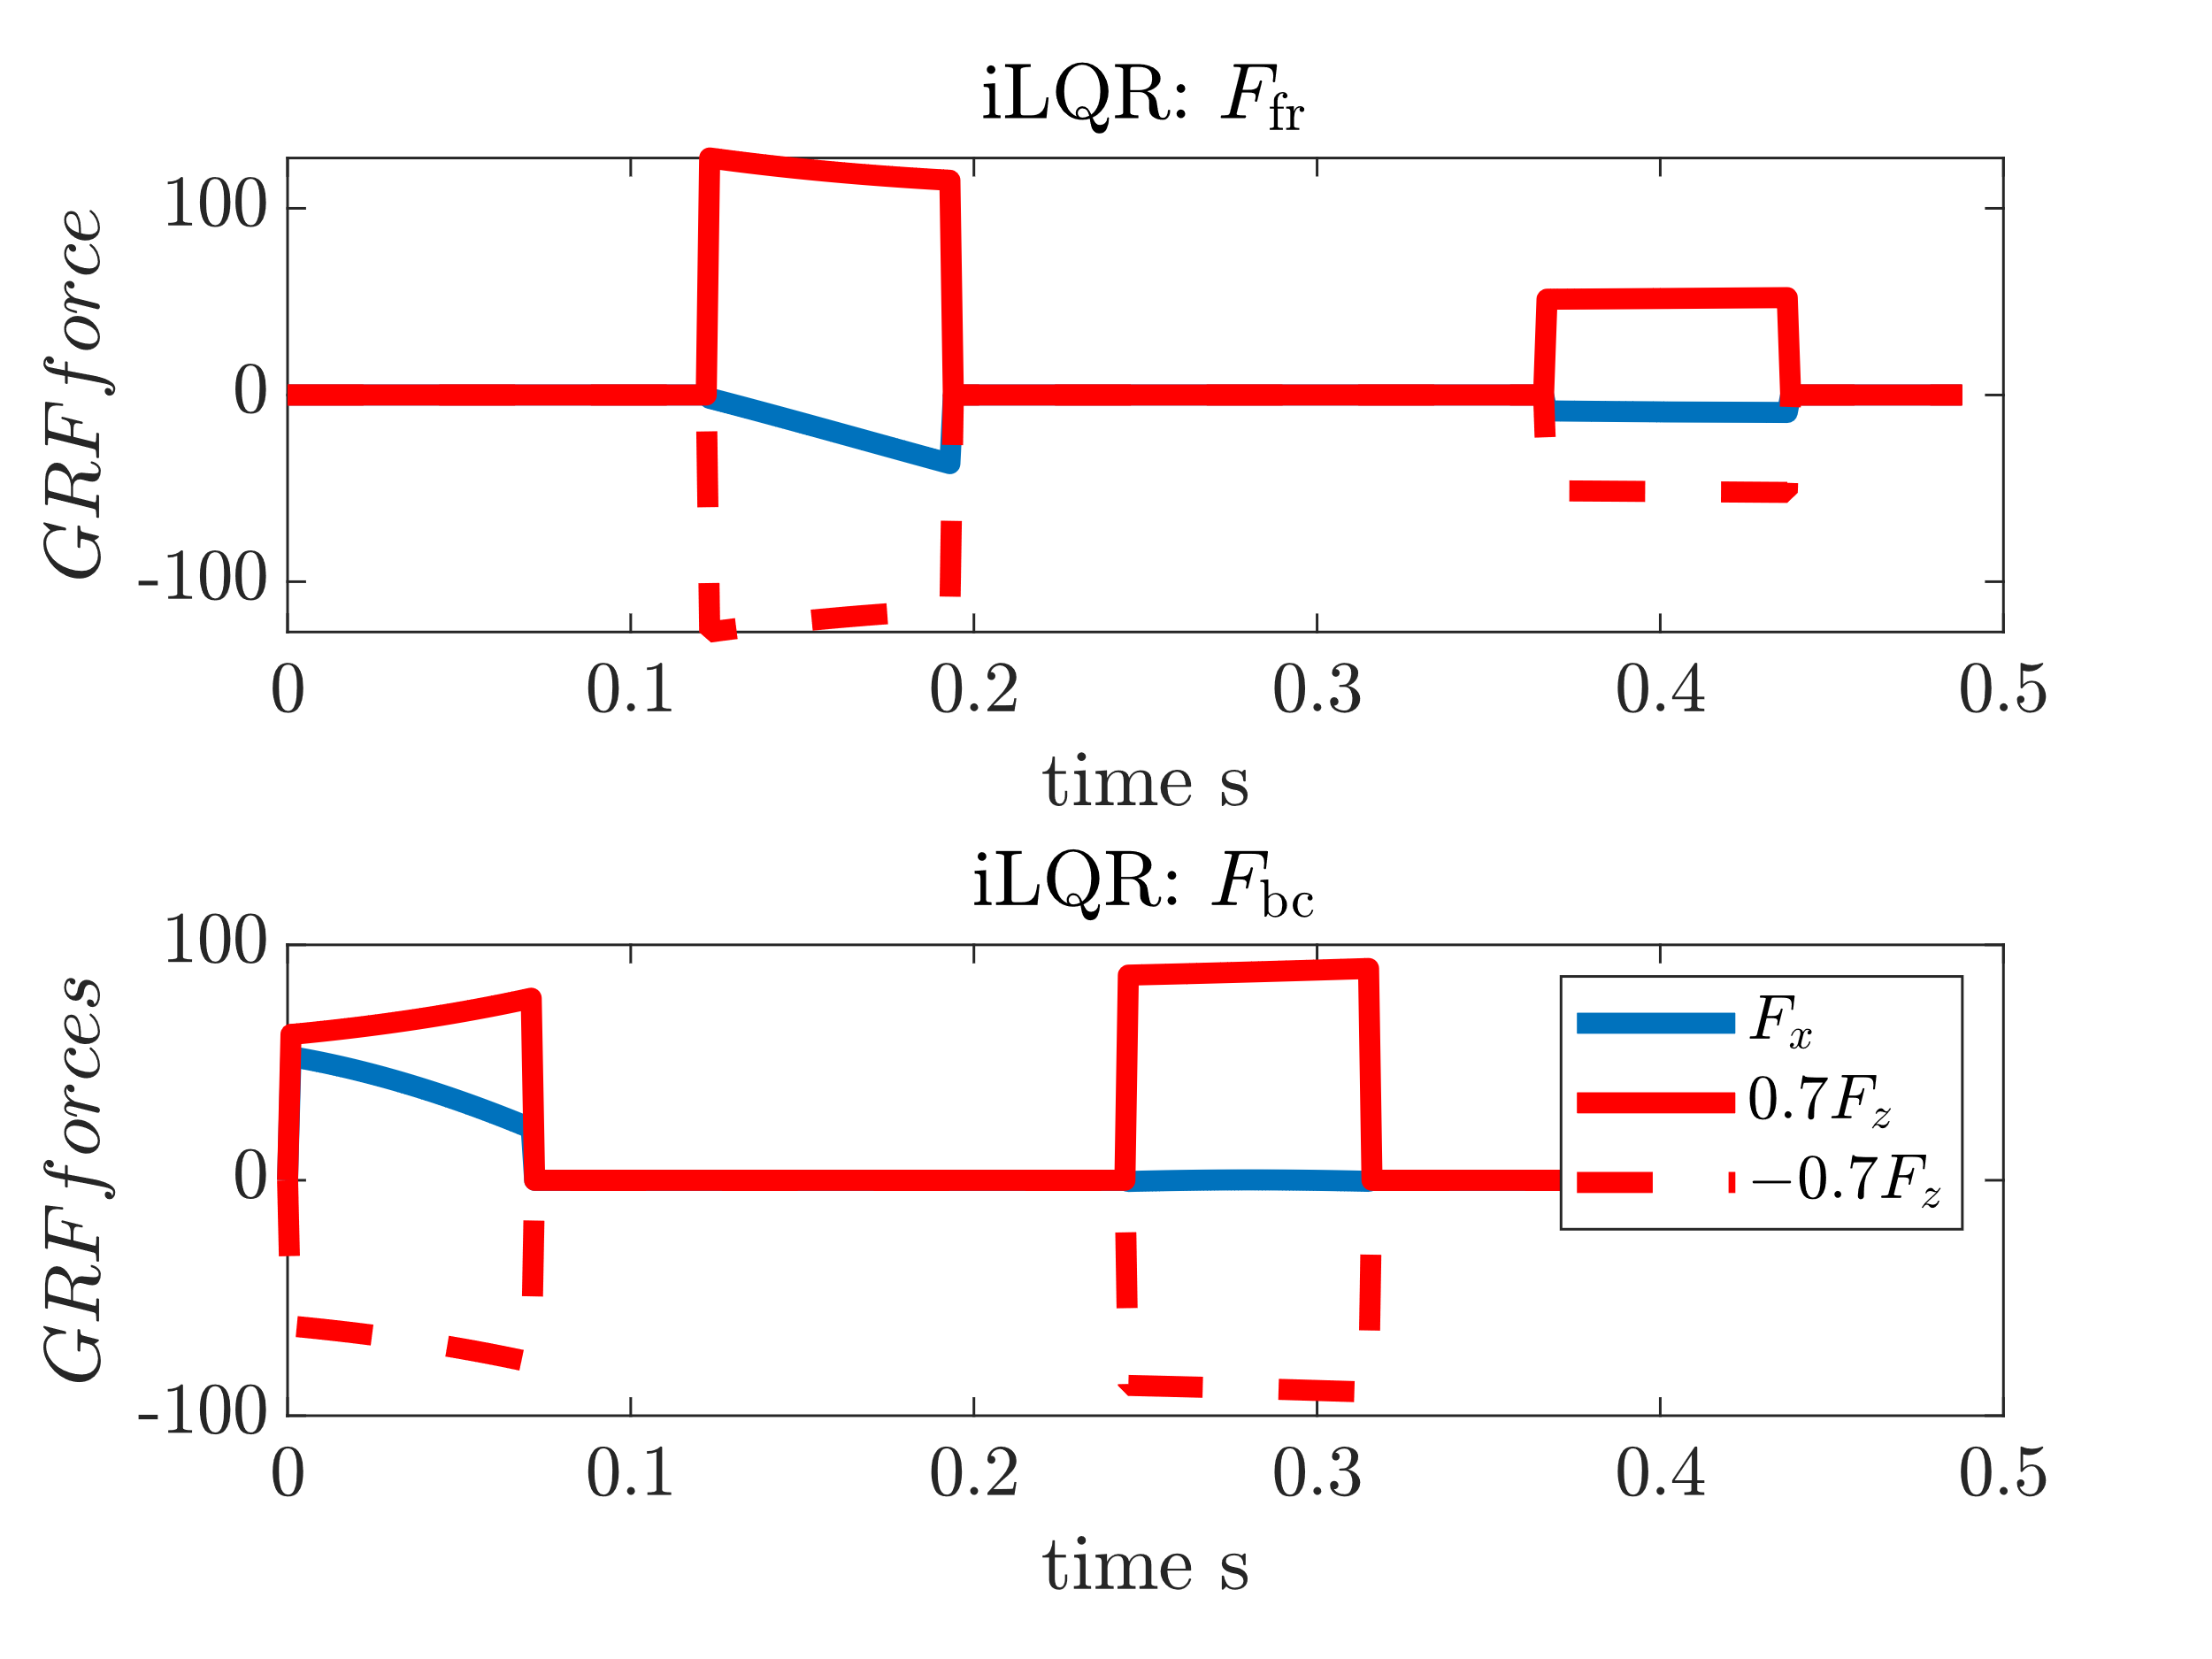 iLQR: F_fr
GRF force
100
0
-100
0 0.1 0.2 0.3 0.4 0.5
time s
iLQR: F_bc
GRF forces
100
0
-100
F_x
0.7F_z
−0.7F_z
0 0.1 0.2 0.3 0.4 0.5
time s